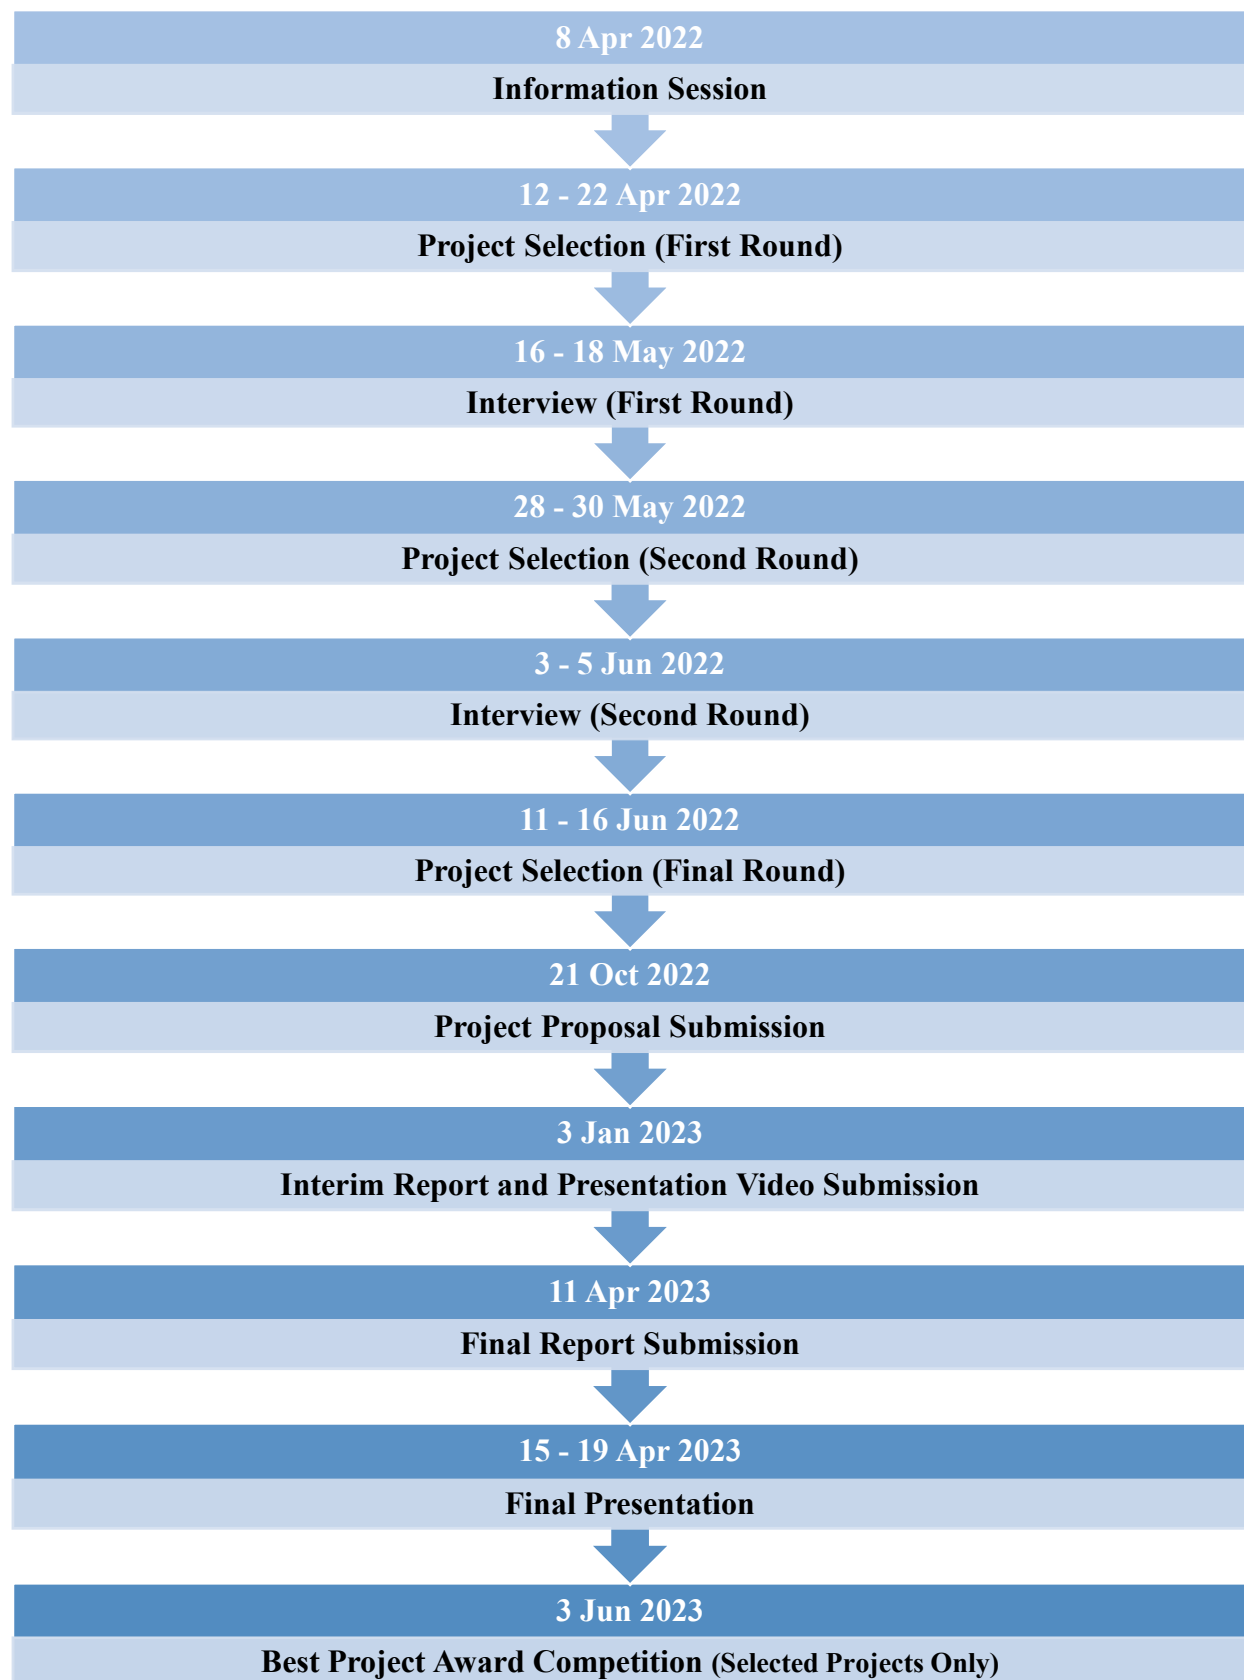 8 Apr 2022
Information Session
12 - 22 Apr 2022
Project Selection (First Round)
16 - 18 May 2022
Interview (First Round)
28 - 30 May 2022
Project Selection (Second Round)
3 - 5 Jun 2022
Interview (Second Round)
11 - 16 Jun 2022
Project Selection (Final Round)
21 Oct 2022
Project Proposal Submission
3 Jan 2023
Interim Report and Presentation Video Submission
11 Apr 2023
Final Report Submission
15 - 19 Apr 2023
Final Presentation
3 Jun 2023
Best Project Award Competition (Selected Projects Only)